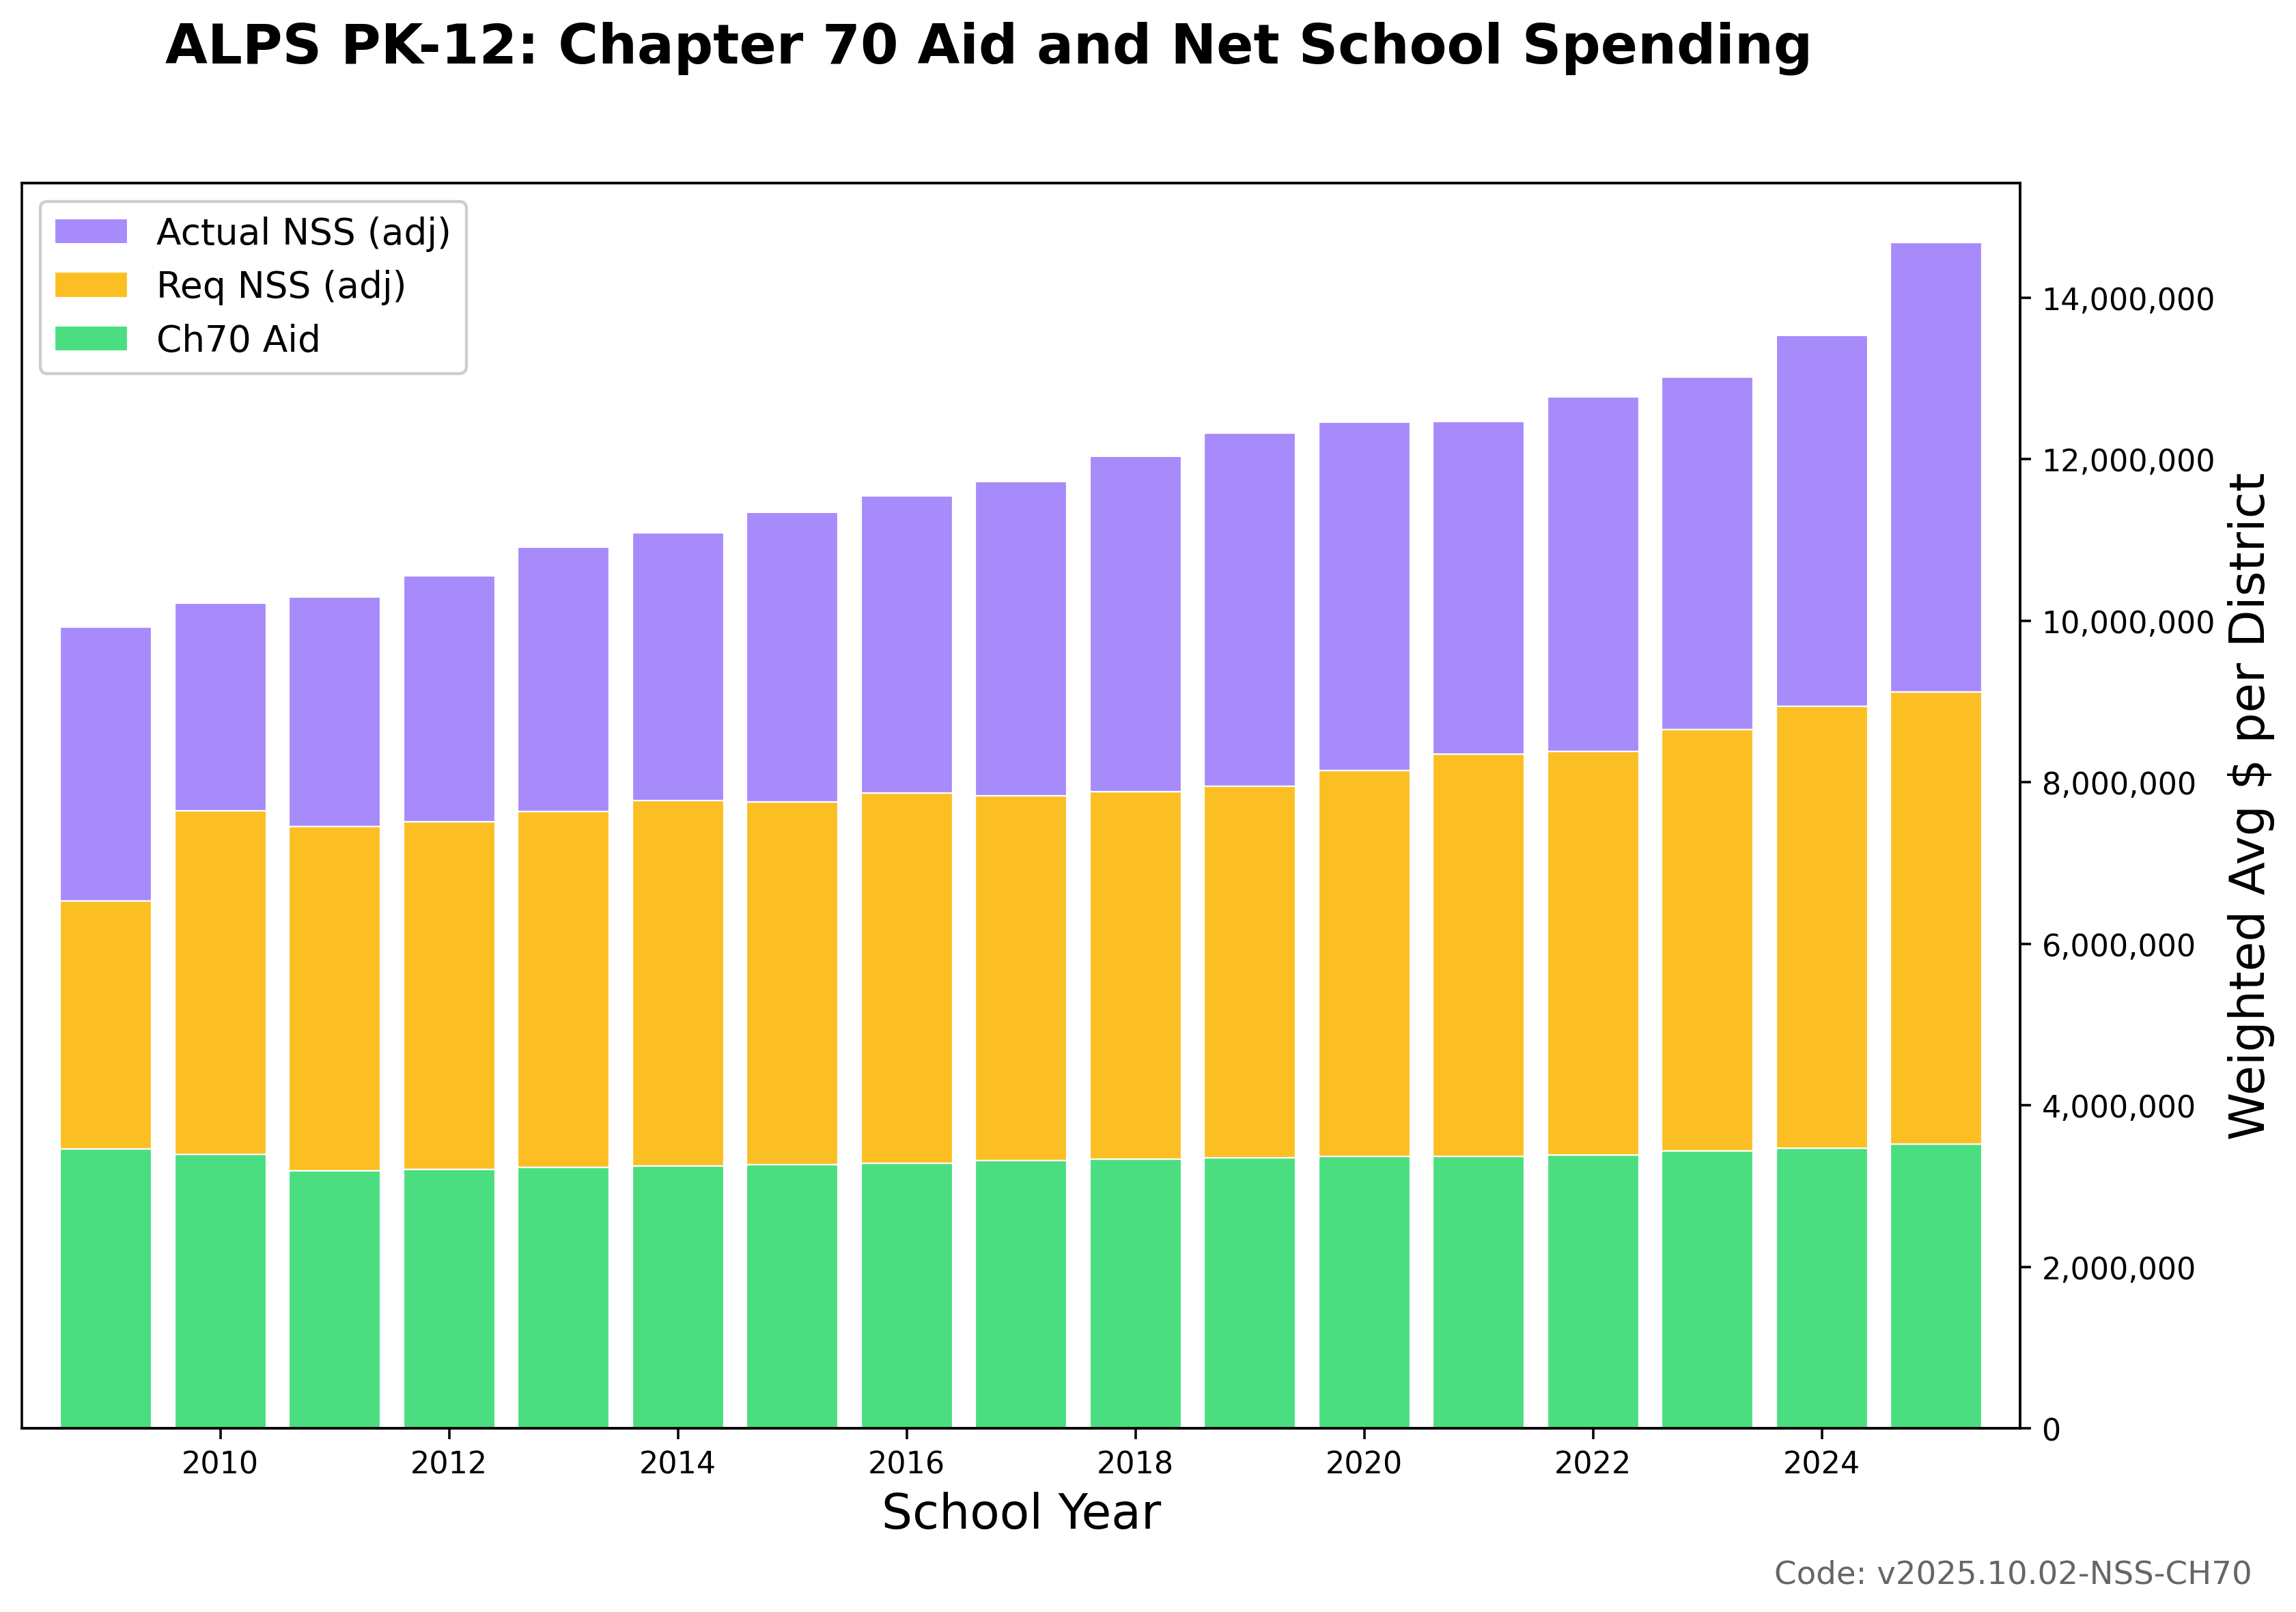 ALPS PK-12: Chapter 70 Aid and Net School Spending
Actual NSS (adj)
Req NSS (adj)
Ch70 Aid
14,000,000
12,000,000
10,000,000
8,000,000
6,000,000
4,000,000
2,000,000
0
Weighted Avg $ per District
2010 2012 2014 2016 2018 2020 2022 2024
School Year
Code: v2025.10.02-NSS-CH70